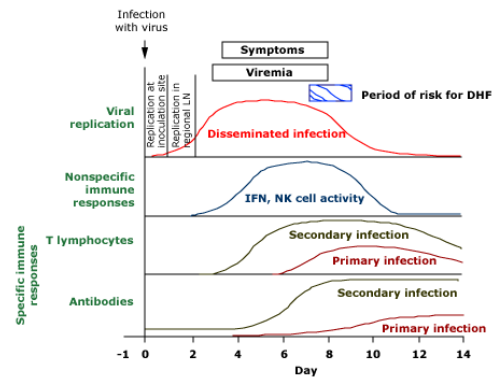 Infection
with virus
Symptoms
Viremia
Period of risk for DHF
Viral
replication
Replication at
inoculation site
Replication in
regional LN
Disseminated infection
Nonspecific
immune
responses
IFN, NK cell activity
Specific immune
responses
T lymphocytes
Secondary infection
Primary infection
Antibodies
Secondary infection
Primary infection
-1 0 2 4 6 8 10 12 14
Day